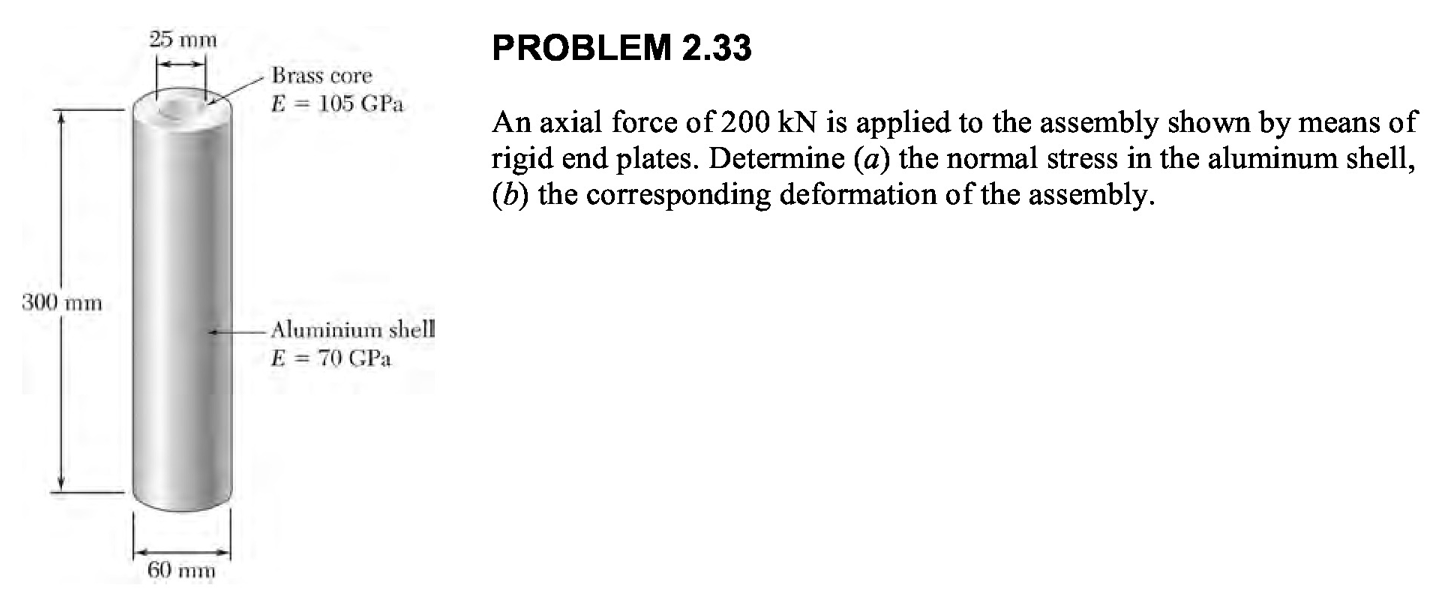 25 mm
Brass core
E = 105 GPa
300 mm
Aluminium shell
E = 70 GPa
60 mm
PROBLEM 2.33
An axial force of 200 kN is applied to the assembly shown by means of
rigid end plates. Determine (a) the normal stress in the aluminum shell,
(b) the corresponding deformation of the assembly.